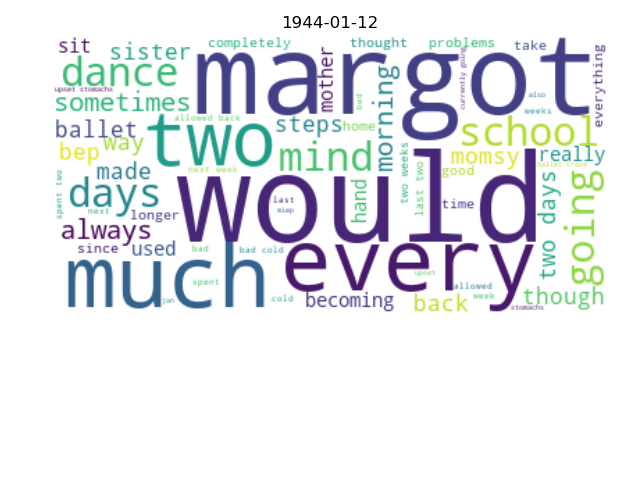 1944-01-12
sit
sister
completely
thought
problems
take
dance
margot
mother
currently going
everything
upset stomachs
sometimes
allowed back
morning
also
weeks
ballet
way
two
steps
home
bed
school
bep
next week
mind
momsy
really
ballet craze
good
made
days
would
hand
two weeks
last two
time
two days
going
spent two
next
longer
last
miep
always
since
used
bad
bad cold
every
upset
allowed
much
spent
jan
cold
becoming
back
week
though
stomachs